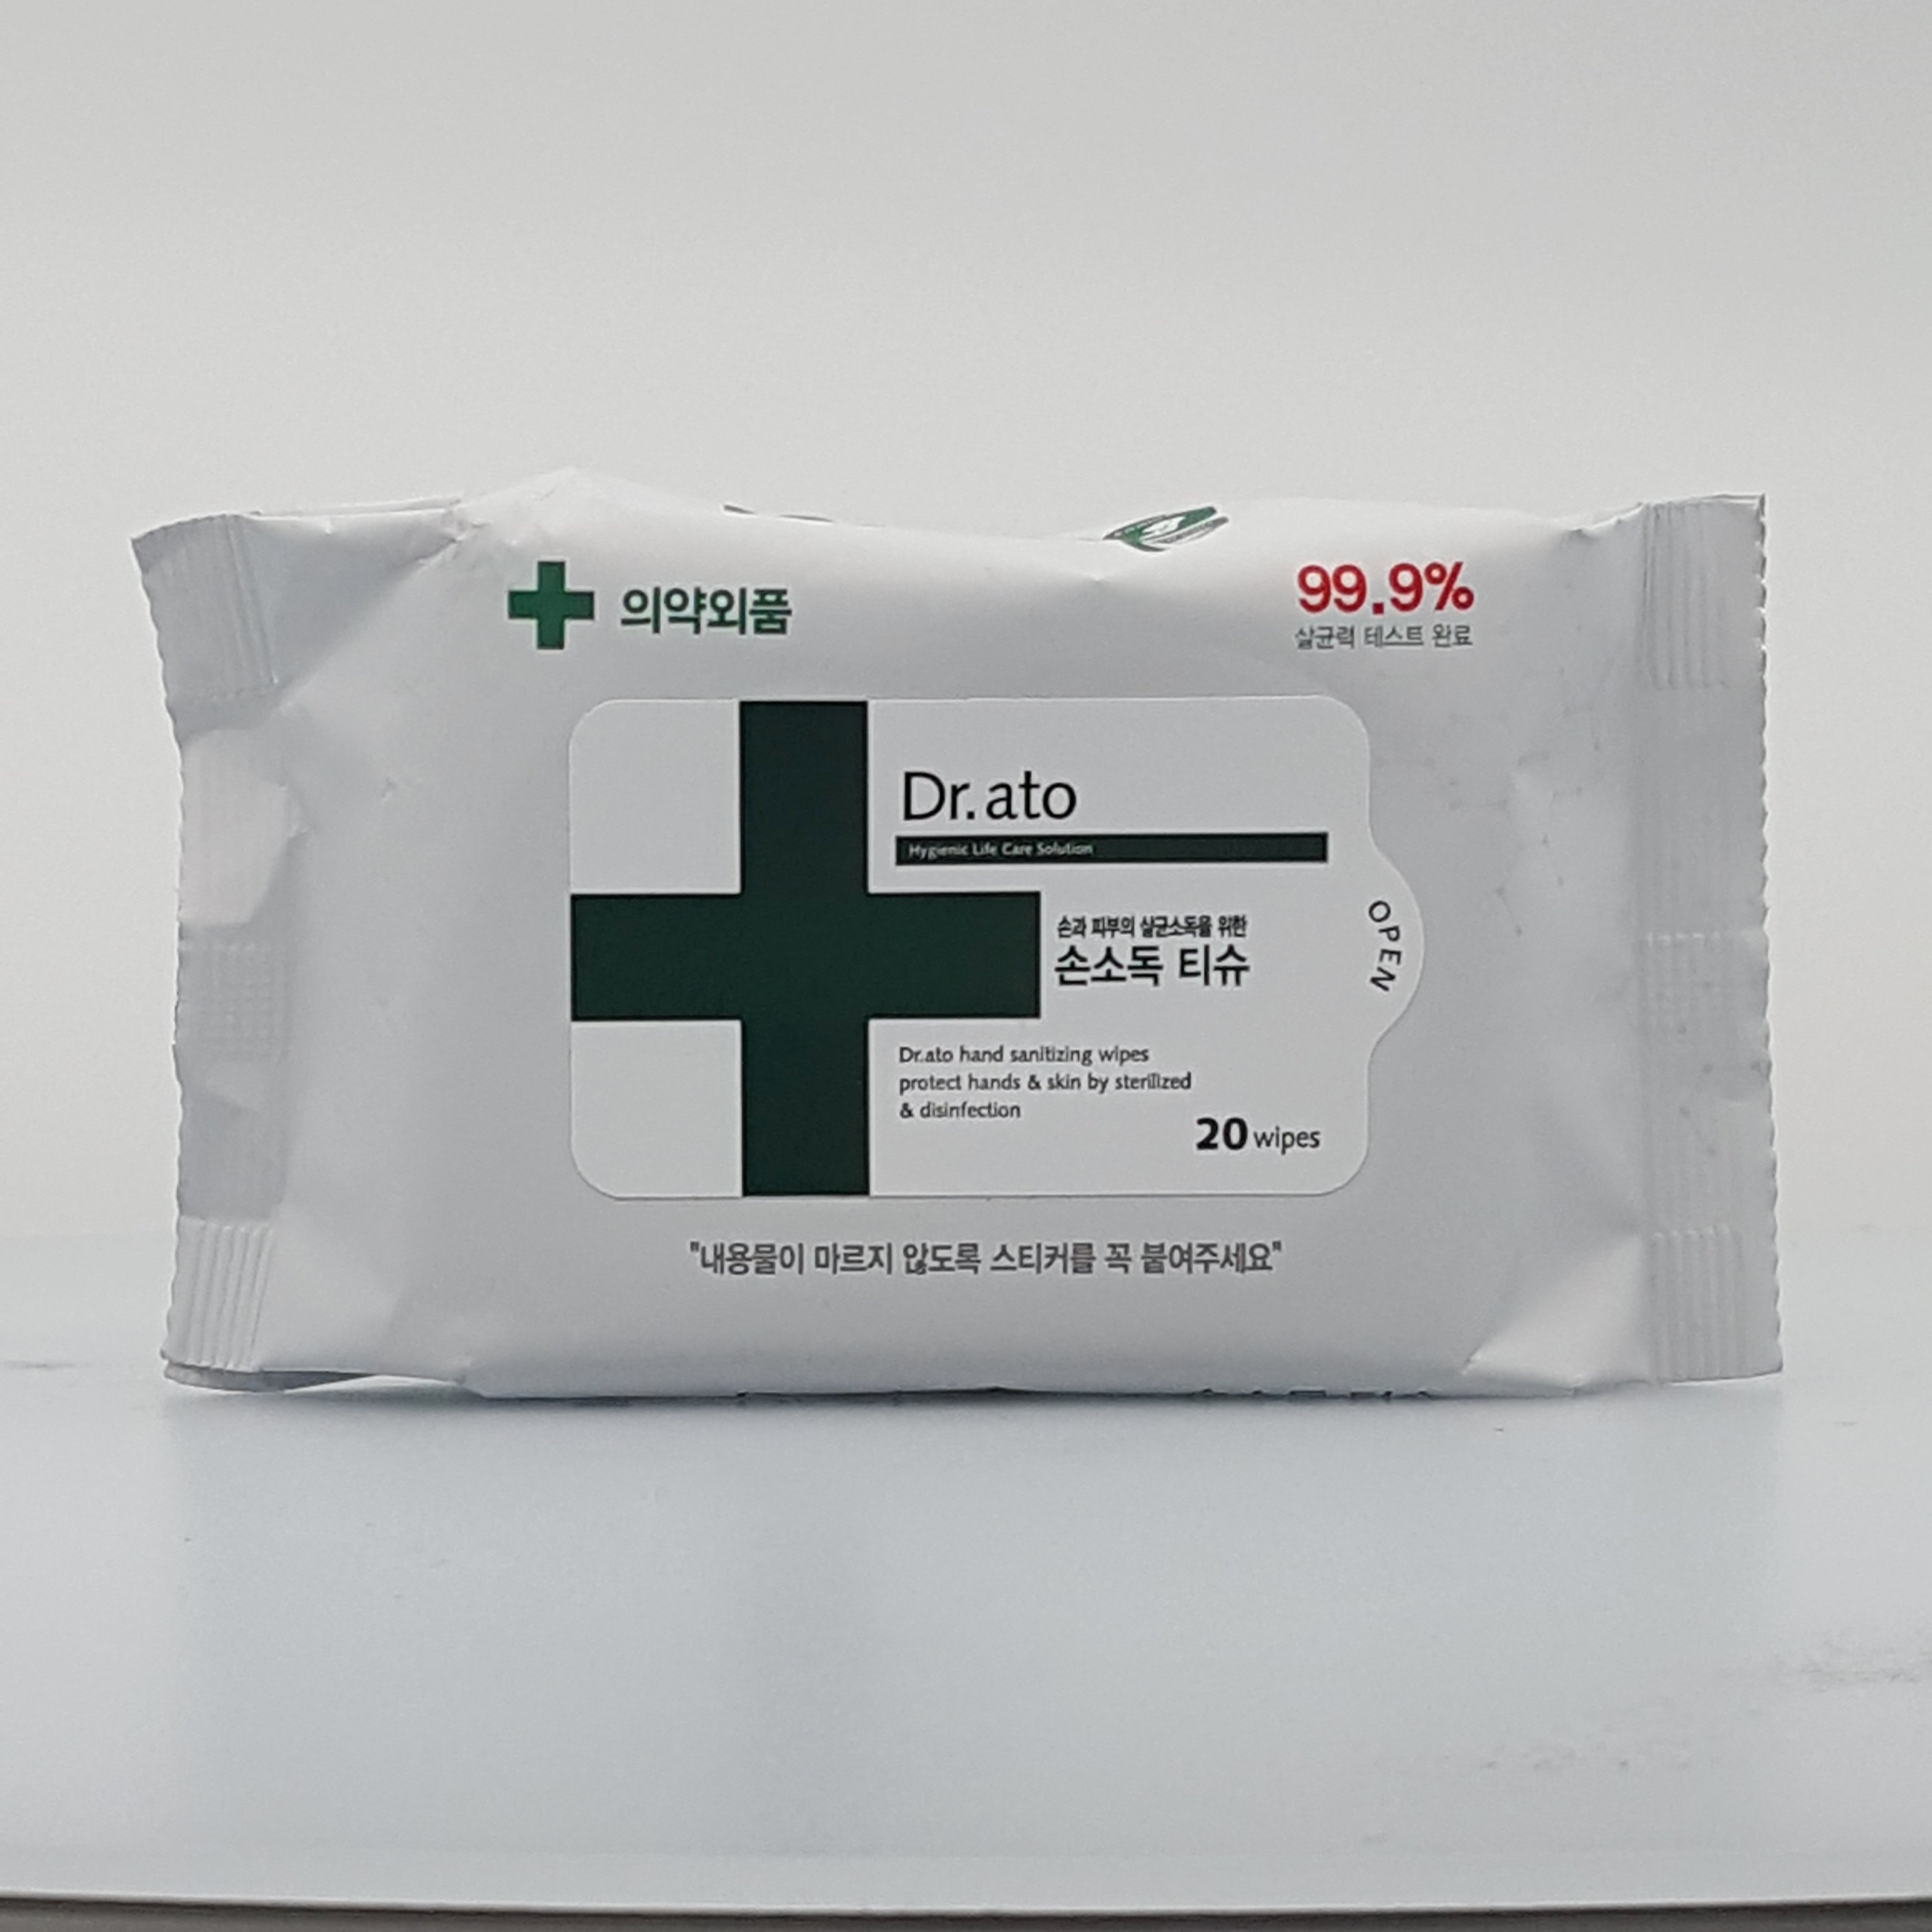 의약외품
99.9%
살균력 테스트 완료
Dr.ato
Hygienic Life Care Solution
손과 피부의 살균소독을 위한
손소독 티슈
OPEN
Dr.ato hand sanitizing wipes
protect hands & skin by sterilized
& disinfection
20 wipes
"내용물이 마르지 않도록 스티커를 꼭 붙여주세요"